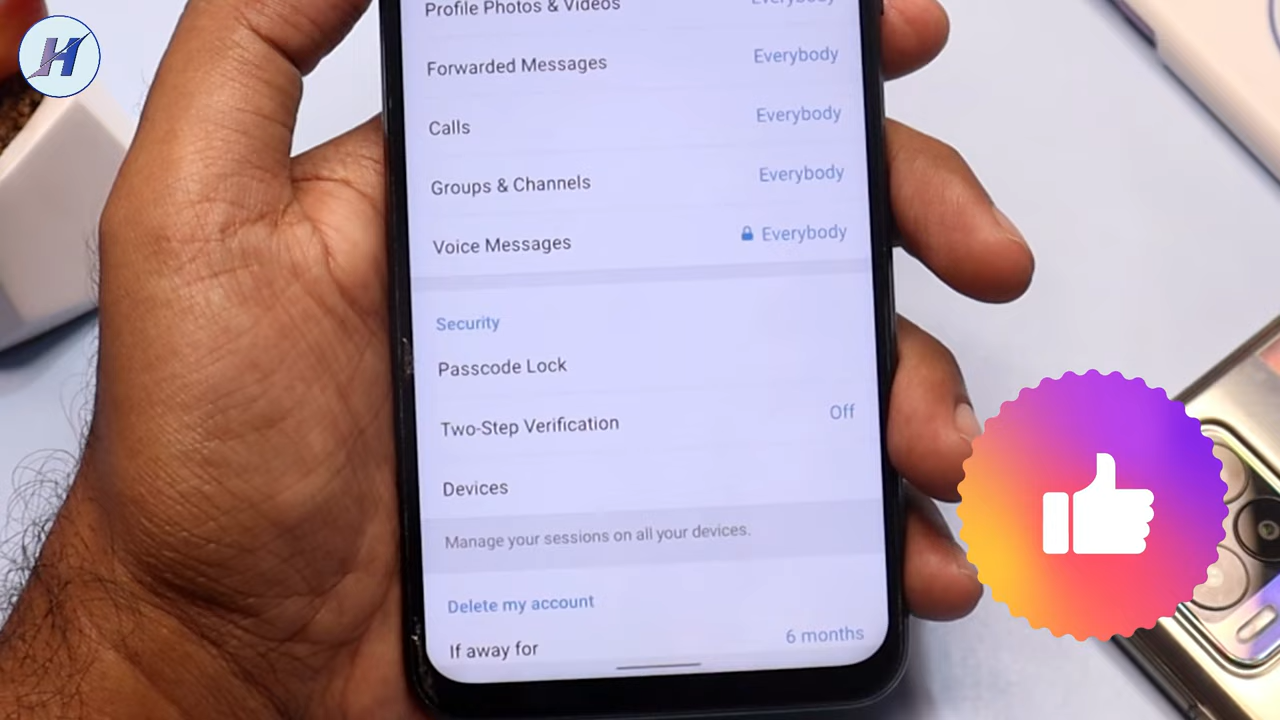 H
Profile Photos & Videos Everybody
Forwarded Messages Everybody
Calls Everybody
Groups & Channels Everybody
Voice Messages Everybody
Security
Passcode Lock
Two-Step Verification Off
Devices
Manage your sessions on all your devices.
Delete my account
If away for 6 months